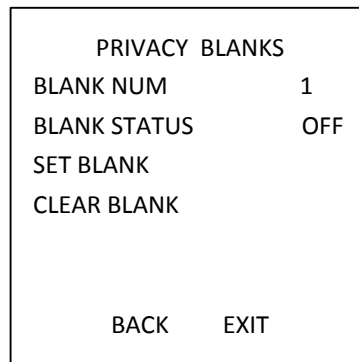 PRIVACY BLANKS
BLANK NUM 1
BLANK STATUS OFF
SET BLANK
CLEAR BLANK
BACK EXIT